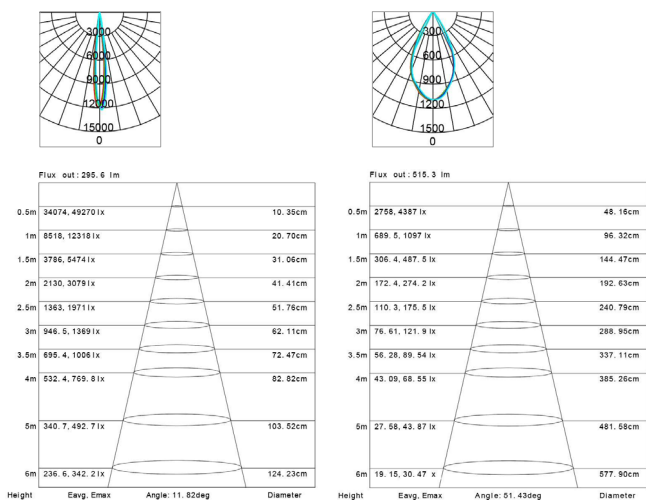 3000
6000
9000
12000
15000
0
Flux out: 295.6 lm
0.5m 34074, 49270 lx 10.35cm
1m 8518, 12318 lx 20.70cm
1.5m 3786, 5474 lx 31.06cm
2m 2130, 3079 lx 41.41cm
2.5m 1363, 1971 lx 51.76cm
3m 946.5, 1369 lx 62.11cm
3.5m 695.4, 1006 lx 72.47cm
4m 532.4, 769.8 lx 82.82cm
5m 340.7, 492.7 lx 103.52cm
6m 236.6, 342.2 lx 124.23cm
Height Eavg. Emax Angle: 11.82deg Diameter
300
600
900
1200
1500
0
Flux out: 515.3 lm
0.5m 2758, 4387 lx 48.16cm
1m 689.5, 1097 lx 96.32cm
1.5m 306.4, 487.5 lx 144.47cm
2m 172.4, 274.2 lx 192.63cm
2.5m 110.3, 175.5 lx 240.79cm
3m 76.61, 121.9 lx 288.95cm
3.5m 56.28, 89.54 lx 337.11cm
4m 43.09, 68.55 lx 385.26cm
5m 27.58, 43.87 lx 481.58cm
6m 19.15, 30.47 x 577.90cm
Height Eavg. Emax Angle: 51.43deg Diameter